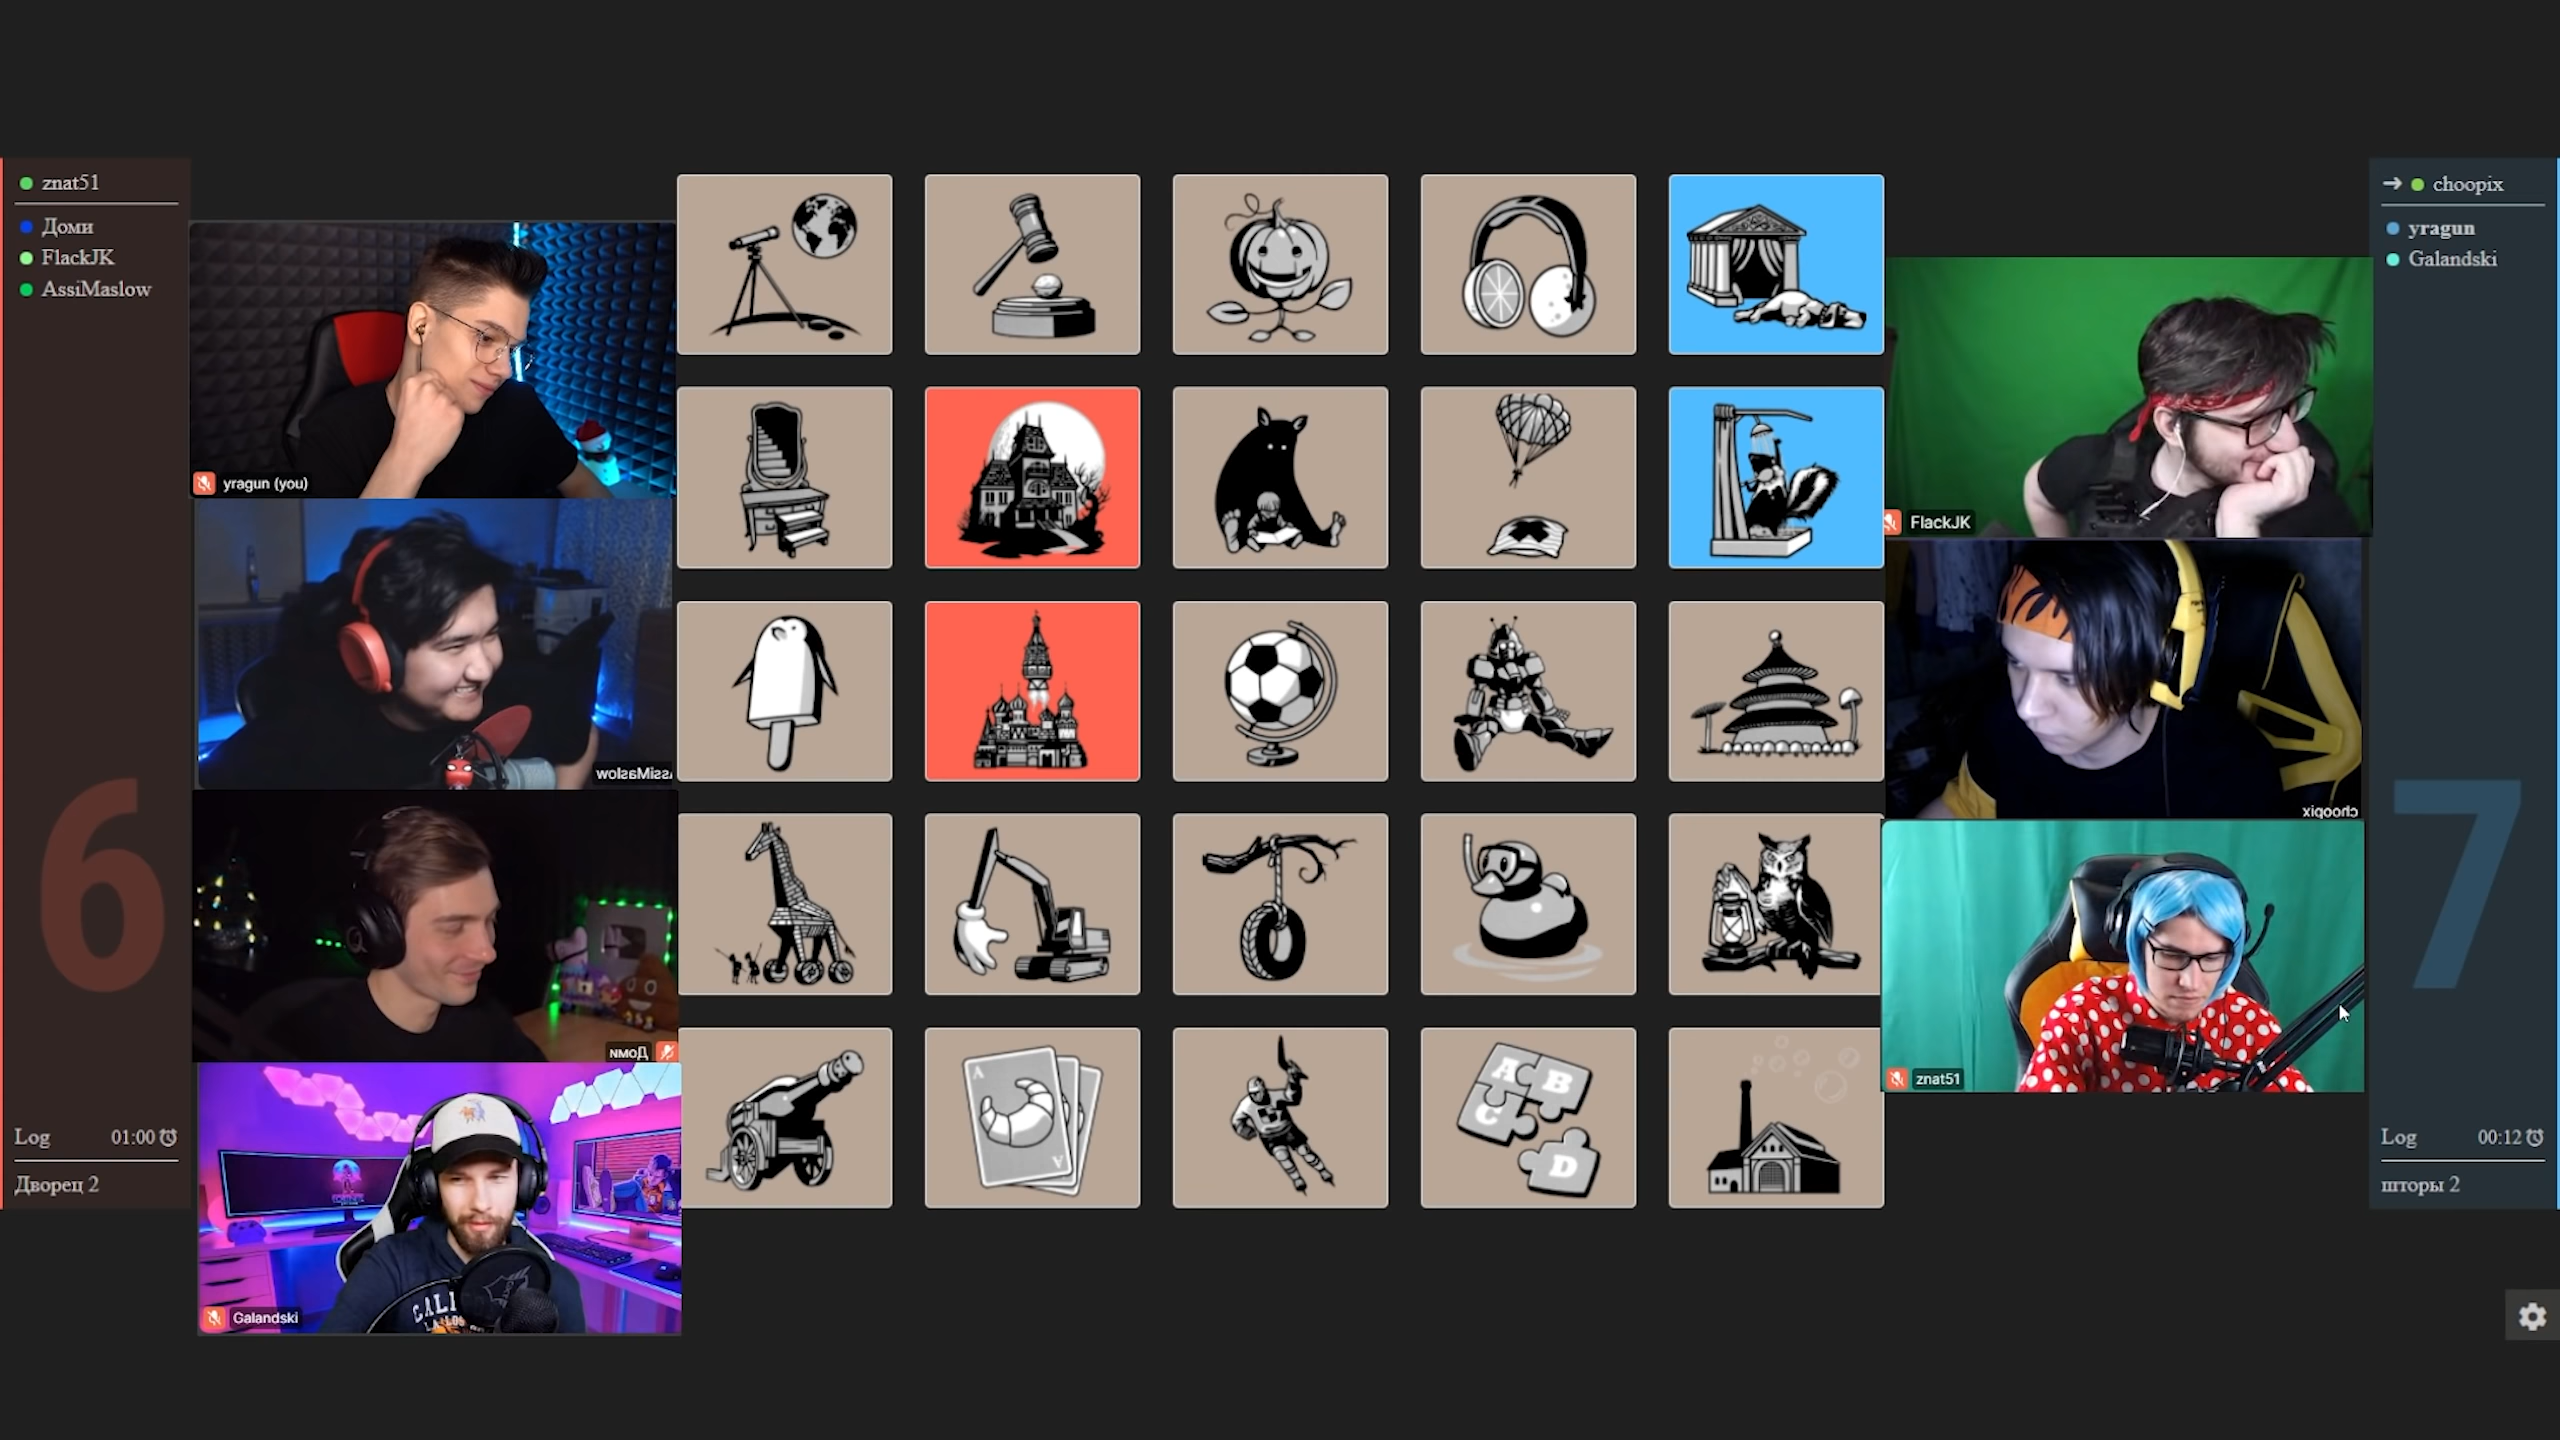 znat51
Доми
FlackJK
AssiMaslow
6
Log 01:00
Дворец 2
yragun (you)
AssiMaslow
Доми
Galandski
CALI
A
A
A B
C
D
choopix
yragun
Galandski
7
Log 00:12
шторы 2
FlackJK
choopix
znat51